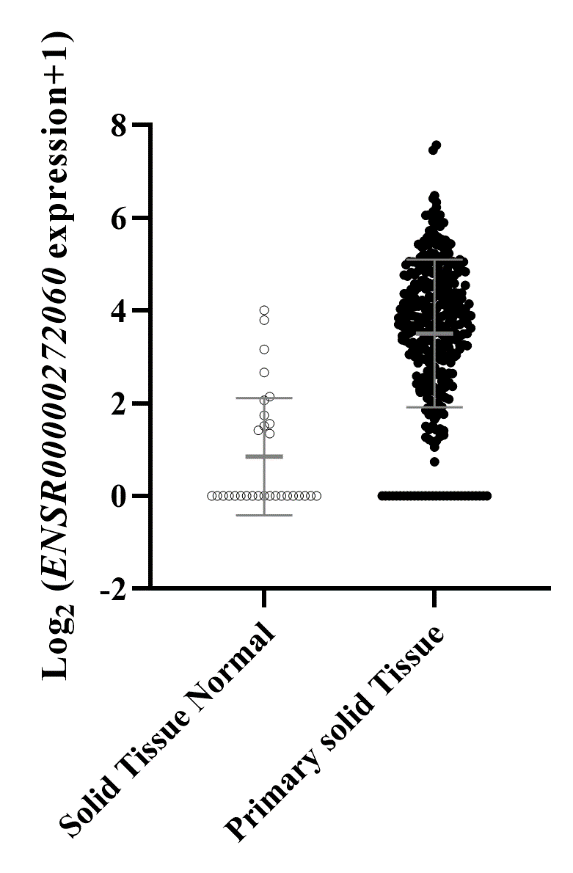 Log₂ (ENSR00000272060 expression+1)
8
6
4
2
0
-2
Solid Tissue Normal
Primary solid Tissue